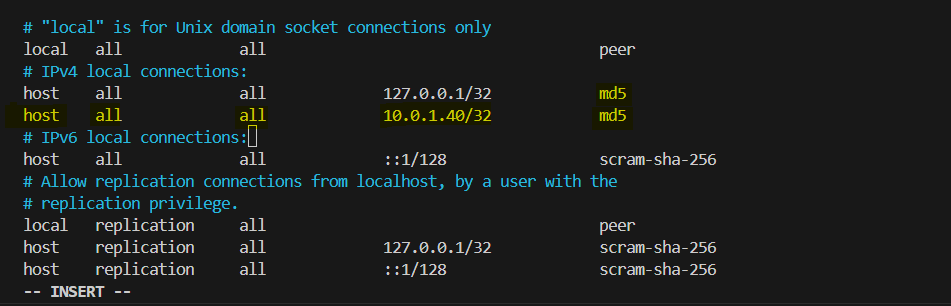 # "local" is for Unix domain socket connections only
local   all             all                                     peer
# IPv4 local connections:
host    all             all             127.0.0.1/32            md5
host    all             all             10.0.1.40/32            md5
# IPv6 local connections:
host    all             all             ::1/128                 scram-sha-256
# Allow replication connections from localhost, by a user with the
# replication privilege.
local   replication     all                                     peer
host    replication     all             127.0.0.1/32            scram-sha-256
host    replication     all             ::1/128                 scram-sha-256
-- INSERT --